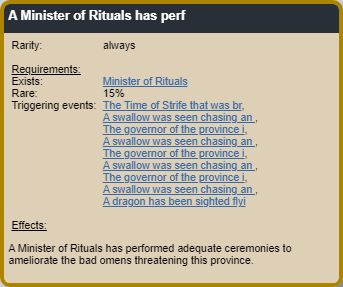 A Minister of Rituals has perf
Rarity: always
Requirements:
Exists: Minister of Rituals
Rare: 15%
Triggering events: The Time of Strife that was br,
A swallow was seen chasing an ,
The governor of the province i,
A swallow was seen chasing an ,
The governor of the province i,
A swallow was seen chasing an ,
The governor of the province i,
A swallow was seen chasing an ,
A dragon has been sighted flyi
Effects:
A Minister of Rituals has performed adequate ceremonies to
ameliorate the bad omens threatening this province.